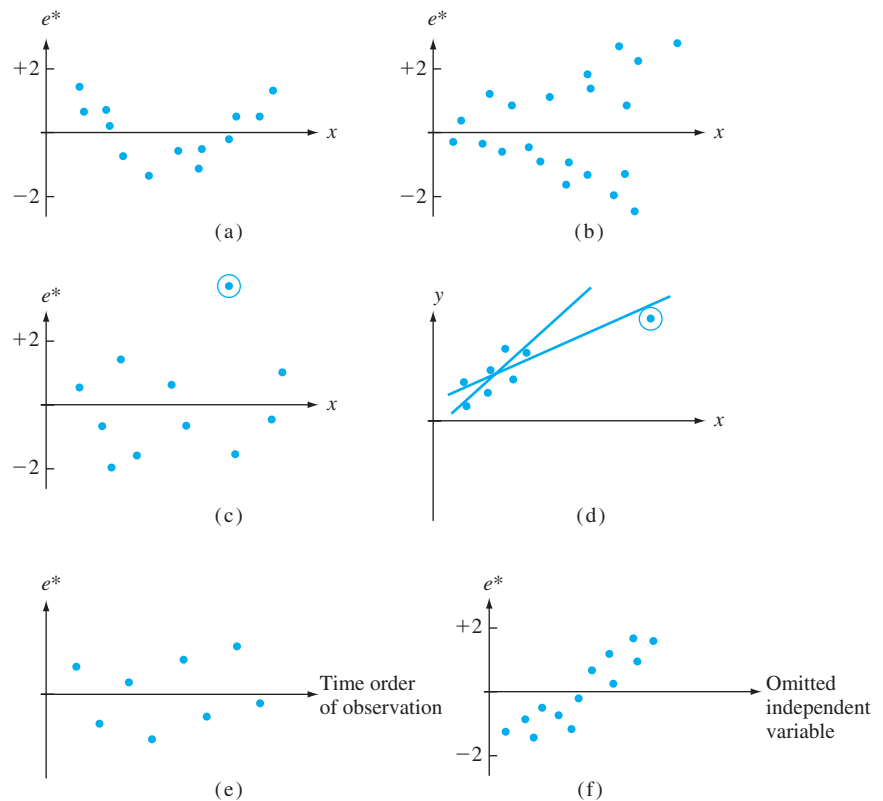 e*
+2
x
−2
(a)
e*
+2
x
−2
(b)
e*
+2
x
−2
(c)
y
x
(d)
e*
Time order
of observation
(e)
e*
+2
Omitted
independent
variable
−2
(f)